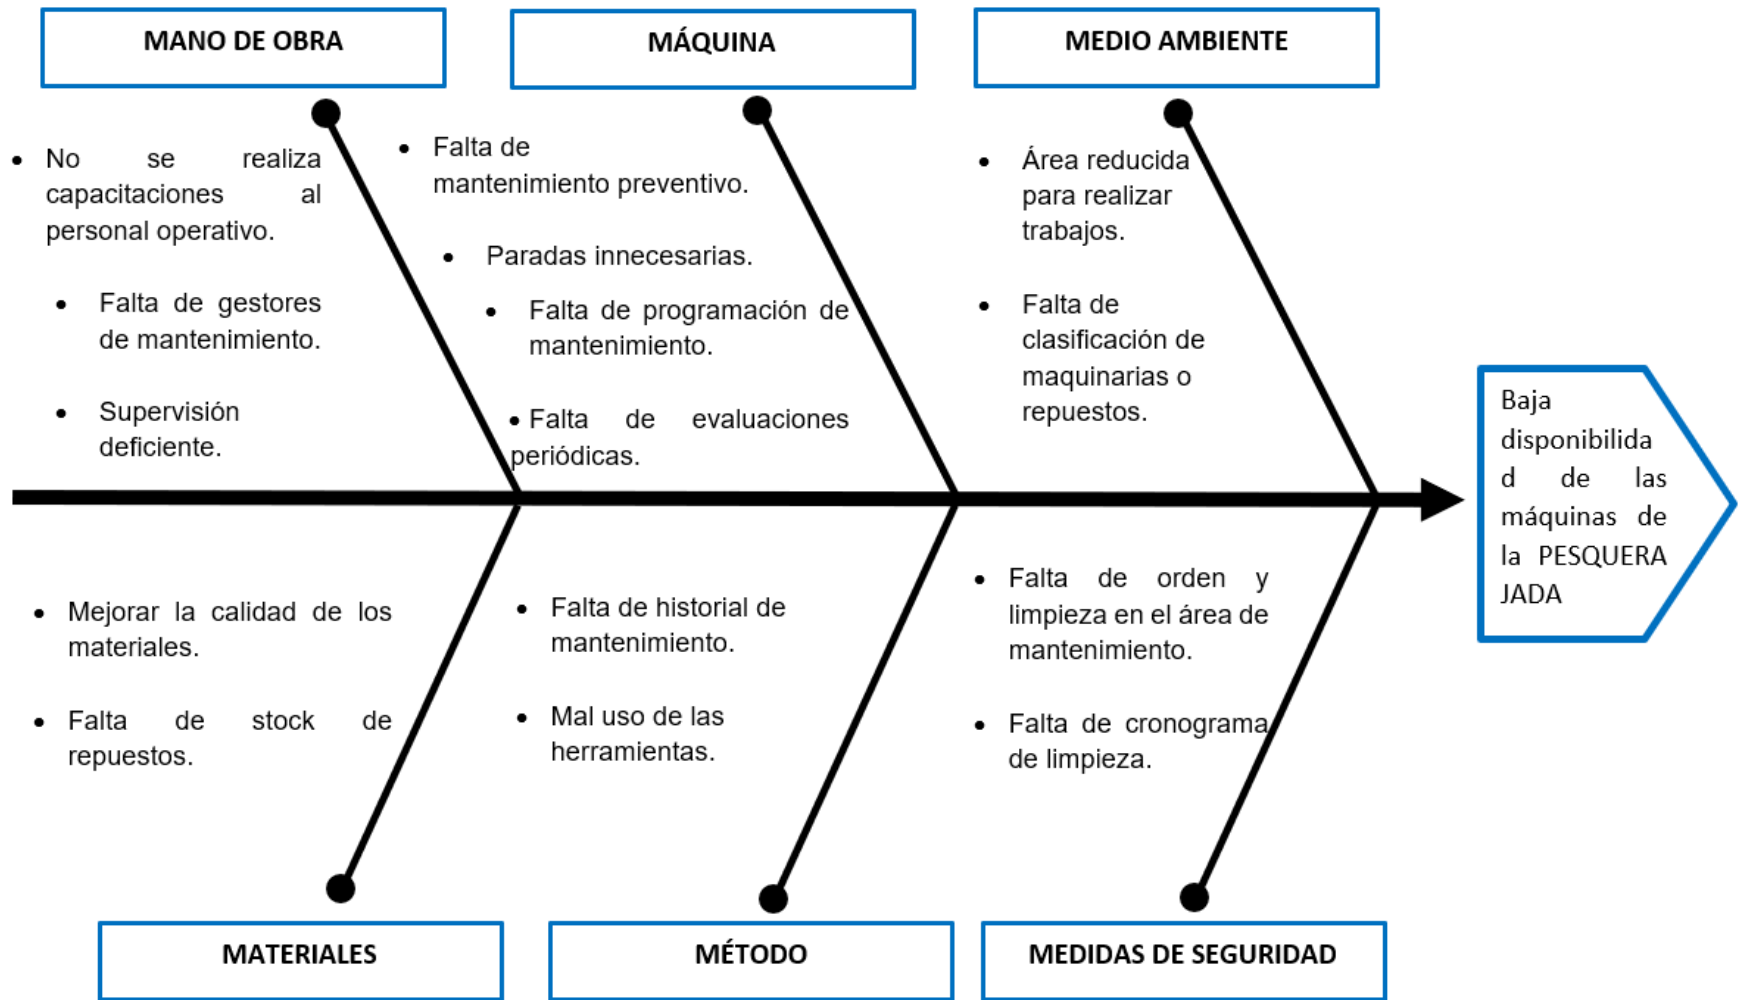 MANO DE OBRA
MÁQUINA
MEDIO AMBIENTE
• No se realiza
capacitaciones al
personal operativo.
• Falta de gestores
de mantenimiento.
• Supervisión
deficiente.
• Falta de
mantenimiento preventivo.
• Paradas innecesarias.
• Falta de programación de
mantenimiento.
• Falta de evaluaciones
periódicas.
• Área reducida
para realizar
trabajos.
• Falta de
clasificación de
maquinarias o
repuestos.
Baja
disponibilida
d de las
máquinas de
la PESQUERA
JADA
• Mejorar la calidad de los
materiales.
• Falta de stock de
repuestos.
• Falta de historial de
mantenimiento.
• Mal uso de las
herramientas.
• Falta de orden y
limpieza en el área de
mantenimiento.
• Falta de cronograma
de limpieza.
MATERIALES
MÉTODO
MEDIDAS DE SEGURIDAD